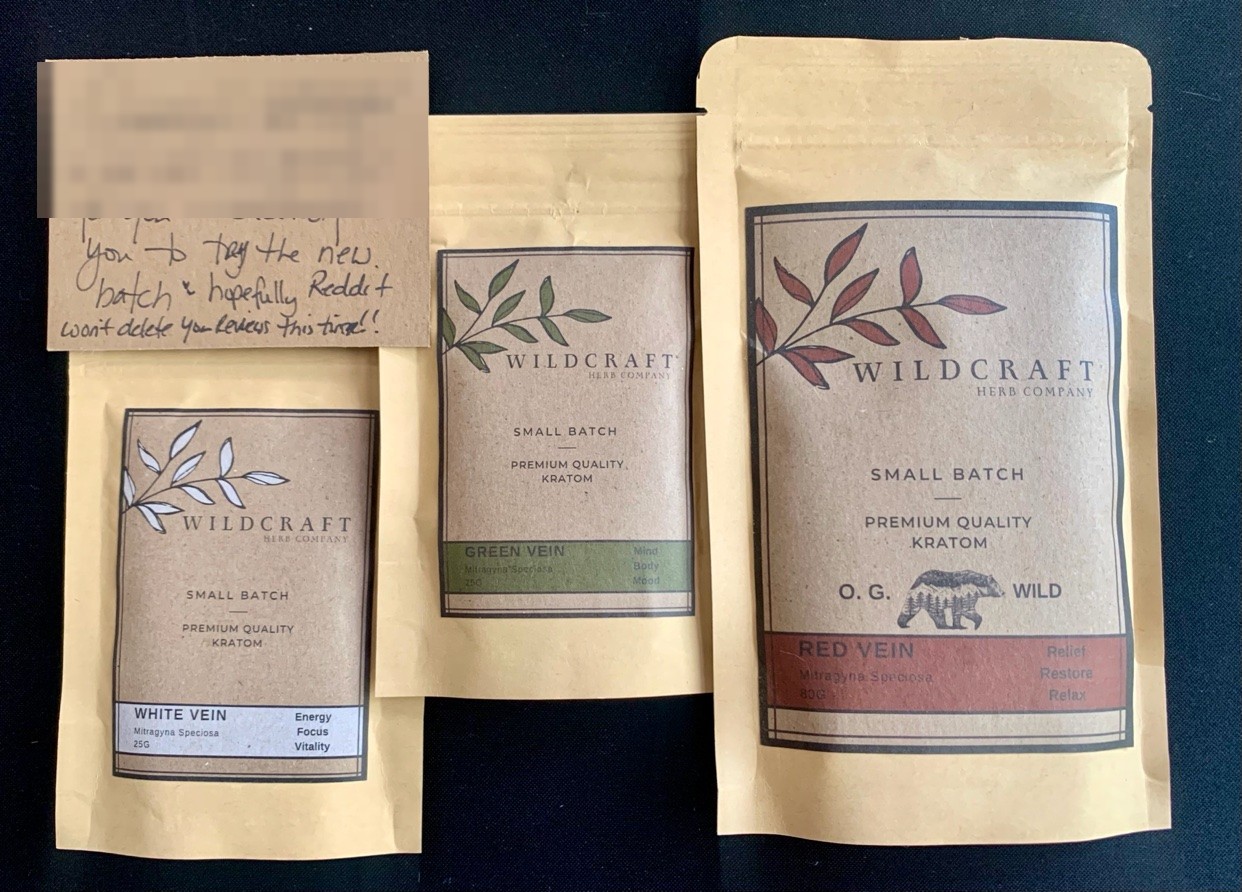 you to try the new
batch & hopefully Reddit
won't delete your reviews this time!!
WILDCRAFT
HERB COMPANY
SMALL BATCH
PREMIUM QUALITY
KRATOM
WHITE VEIN
Mitragyna Speciosa
25G
Energy
Focus
Vitality
WILDCRAFT
HERB COMPANY
SMALL BATCH
PREMIUM QUALITY
KRATOM
GREEN VEIN
Mitragyna Speciosa
25G
Mind
Body
Mood
WILDCRAFT
HERB COMPANY
SMALL BATCH
PREMIUM QUALITY
KRATOM
O. G. WILD
RED VEIN
Mitragyna Speciosa
80G
Relief
Restore
Relax